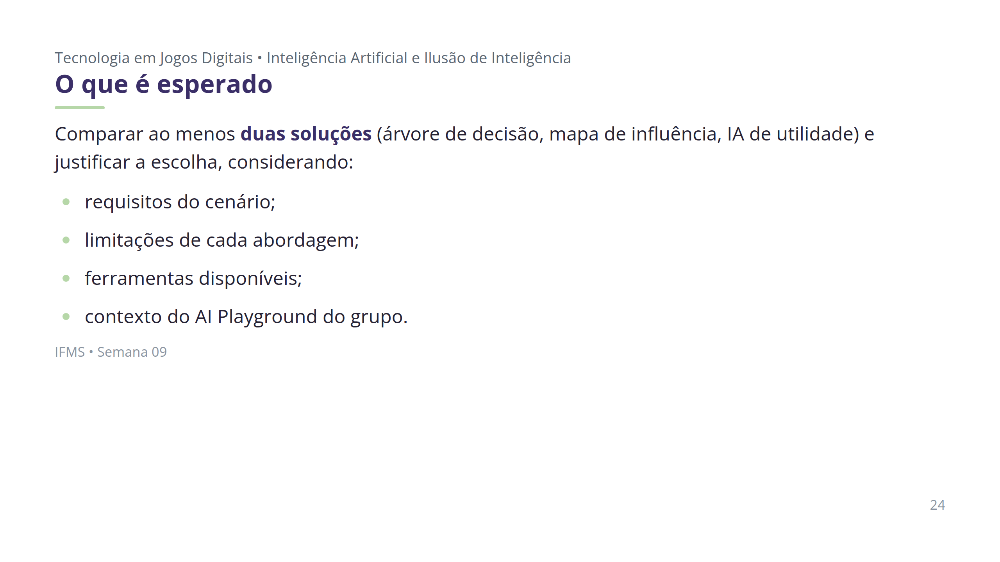 Tecnologia em Jogos Digitais • Inteligência Artificial e Ilusão de Inteligência
O que é esperado
Comparar ao menos duas soluções (árvore de decisão, mapa de influência, IA de utilidade) e
justificar a escolha, considerando:
• requisitos do cenário;
• limitações de cada abordagem;
• ferramentas disponíveis;
• contexto do AI Playground do grupo.
IFMS • Semana 09
24